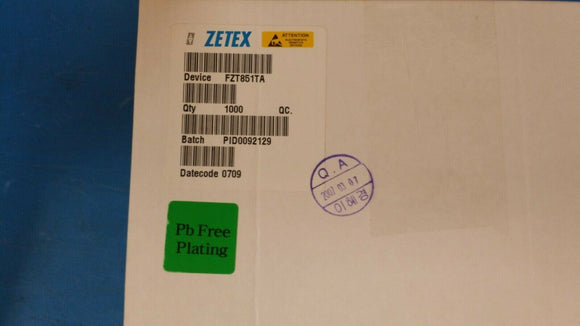 ZETEX
ATTENTION
Device FZT851TA
Qty 1000 QC.
Batch PID0092129
Datecode 0709
Q.A
2007 03 07
Pb Free
Plating